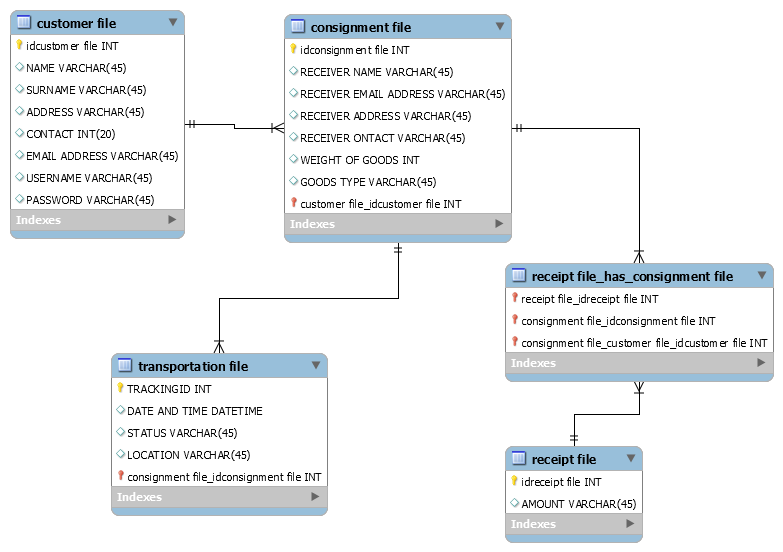 customer file
idcustomer file INT
NAME VARCHAR(45)
SURNAME VARCHAR(45)
ADDRESS VARCHAR(45)
CONTACT INT(20)
EMAIL ADDRESS VARCHAR(45)
USERNAME VARCHAR(45)
PASSWORD VARCHAR(45)
Indexes
consignment file
idconsignment file INT
RECEIVER NAME VARCHAR(45)
RECEIVER EMAIL ADDRESS VARCHAR(45)
RECEIVER ADDRESS VARCHAR(45)
RECEIVER ONTACT VARCHAR(45)
WEIGHT OF GOODS INT
GOODS TYPE VARCHAR(45)
customer file_idcustomer file INT
Indexes
receipt file_has_consignment file
receipt file_idreceipt file INT
consignment file_idconsignment file INT
consignment file_customer file_idcustomer file INT
Indexes
transportation file
TRACKINGID INT
DATE AND TIME DATETIME
STATUS VARCHAR(45)
LOCATION VARCHAR(45)
consignment file_idconsignment file INT
Indexes
receipt file
idreceipt file INT
AMOUNT VARCHAR(45)
Indexes